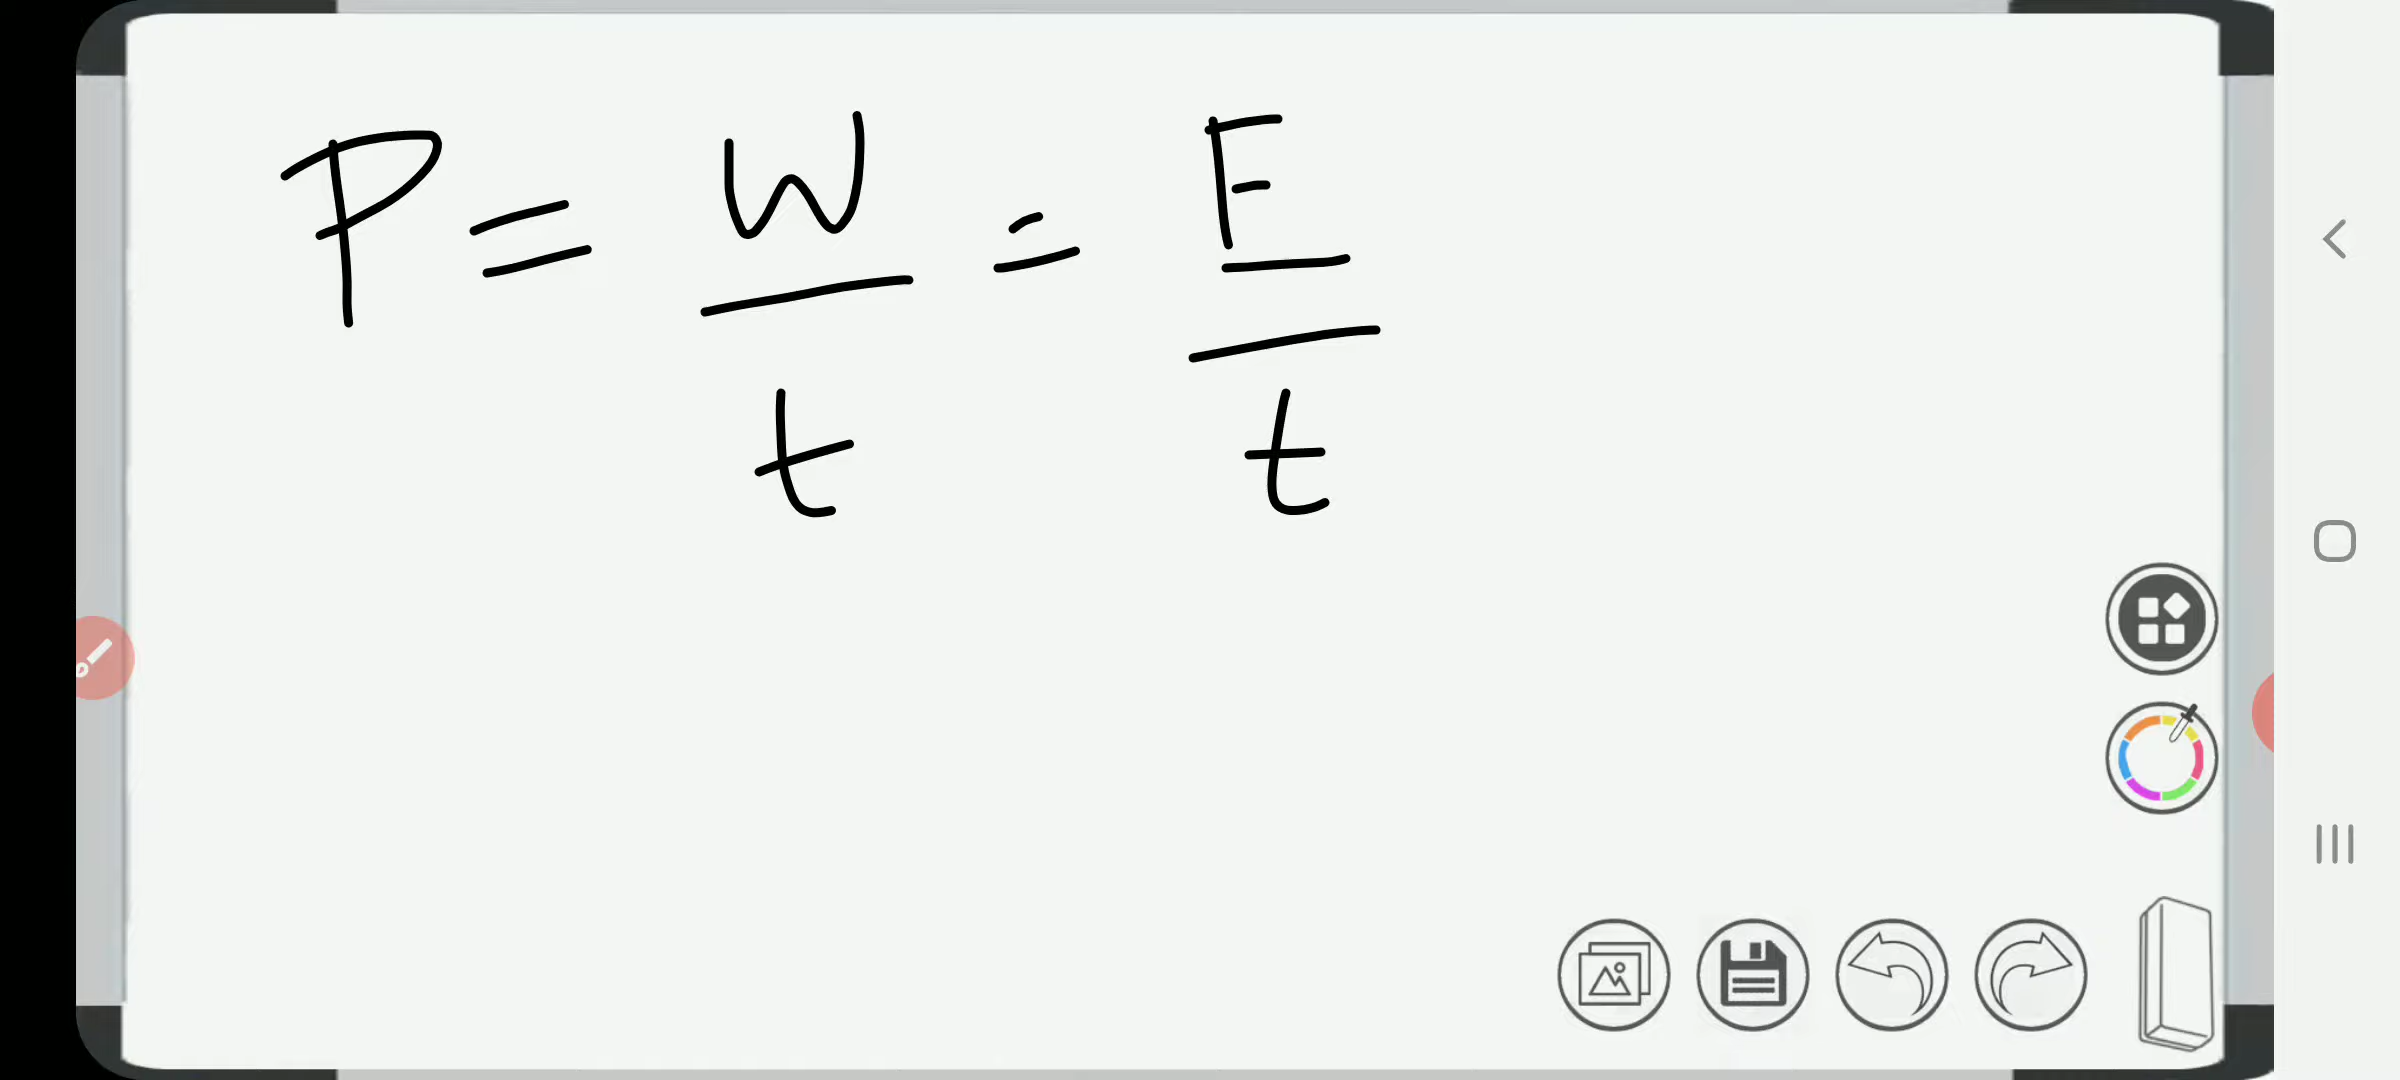 P = W/t = E/t